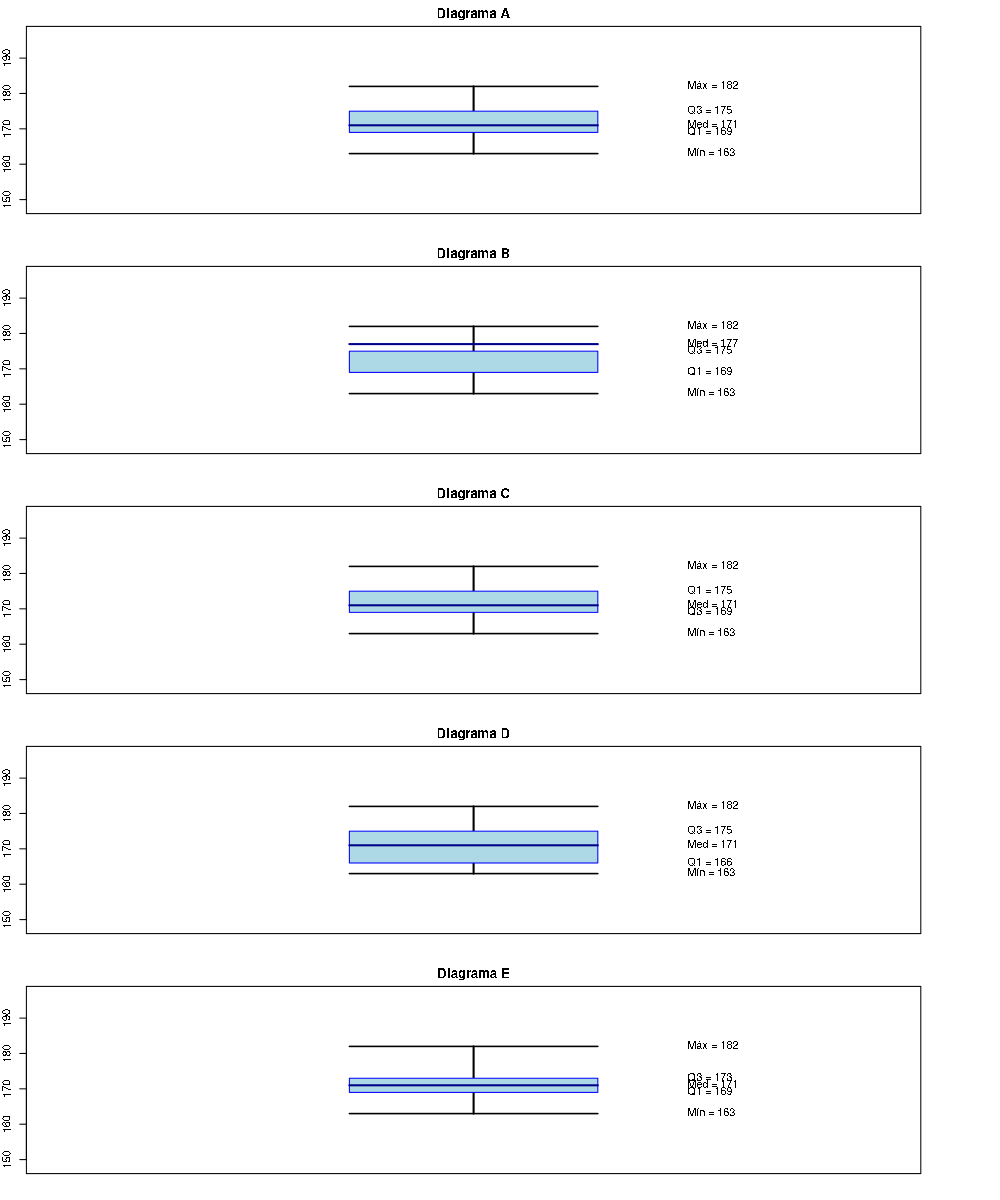 Diagrama A
190
180
170
160
150
Máx = 182
Q3 = 175
Med = 171
Q1 = 169
Mín = 163
Diagrama B
190
180
170
160
150
Máx = 182
Med = 177
Q3 = 175
Q1 = 169
Mín = 163
Diagrama C
190
180
170
160
150
Máx = 182
Q1 = 175
Med = 171
Q3 = 169
Mín = 163
Diagrama D
190
180
170
160
150
Máx = 182
Q3 = 175
Med = 171
Q1 = 166
Mín = 163
Diagrama E
190
180
170
160
150
Máx = 182
Q3 = 173
Med = 171
Q1 = 169
Mín = 163